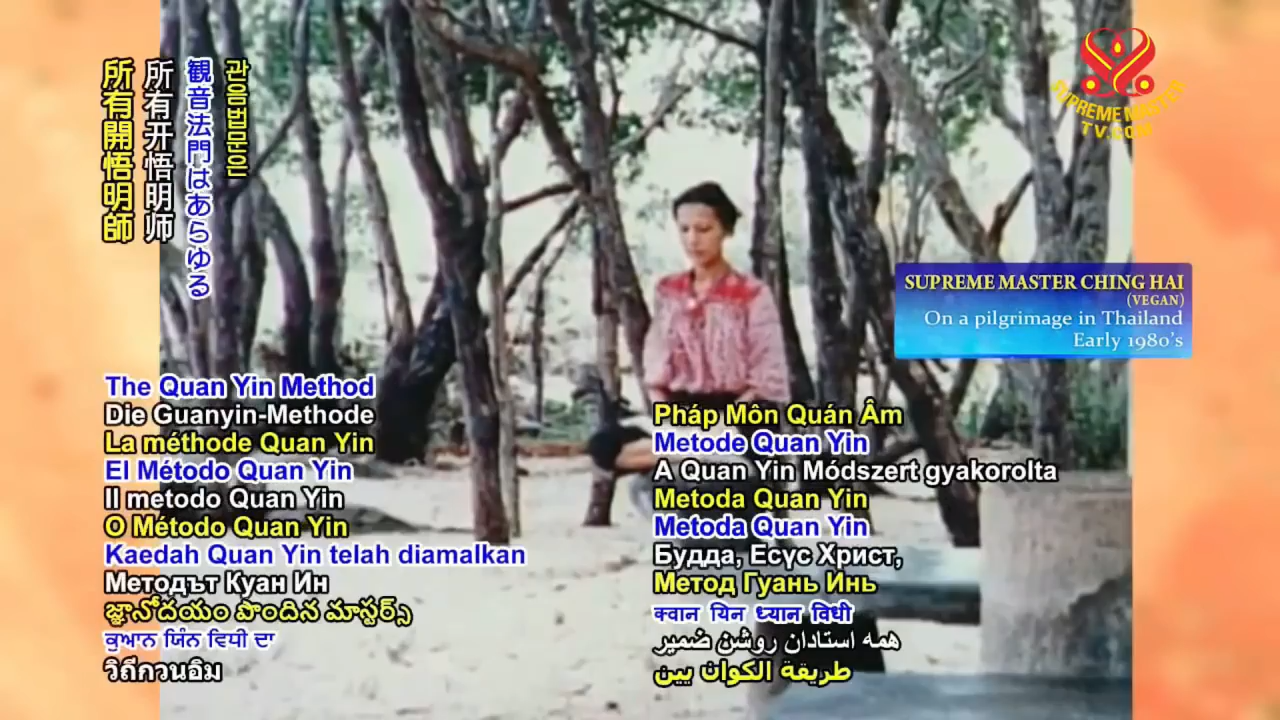 관음법문은
観音法門はあらゆる
所有开悟明师
所有開悟明師
SUPREME MASTER
TV.COM
SUPREME MASTER CHING HAI
(VEGAN)
On a pilgrimage in Thailand
Early 1980's
The Quan Yin Method
Die Guanyin-Methode
La méthode Quan Yin
El Método Quan Yin
Il metodo Quan Yin
O Método Quan Yin
Kaedah Quan Yin telah diamalkan
Методът Куан Ин
జ్ఞానోదయం పొందిన మాస్టర్స్
ਕੁਆਨ ਯਿੰਨ ਵਿਧੀ ਦਾ
วิถีกวนอิม
Pháp Môn Quán Âm
Metode Quan Yin
A Quan Yin Módszert gyakorolta
Metoda Quan Yin
Metoda Quan Yin
Будда, Есүс Христ,
Метод Гуань Инь
क्वान यिन ध्यान विधी
همه استادان روشن ضمیر
طريقة الكوان يين